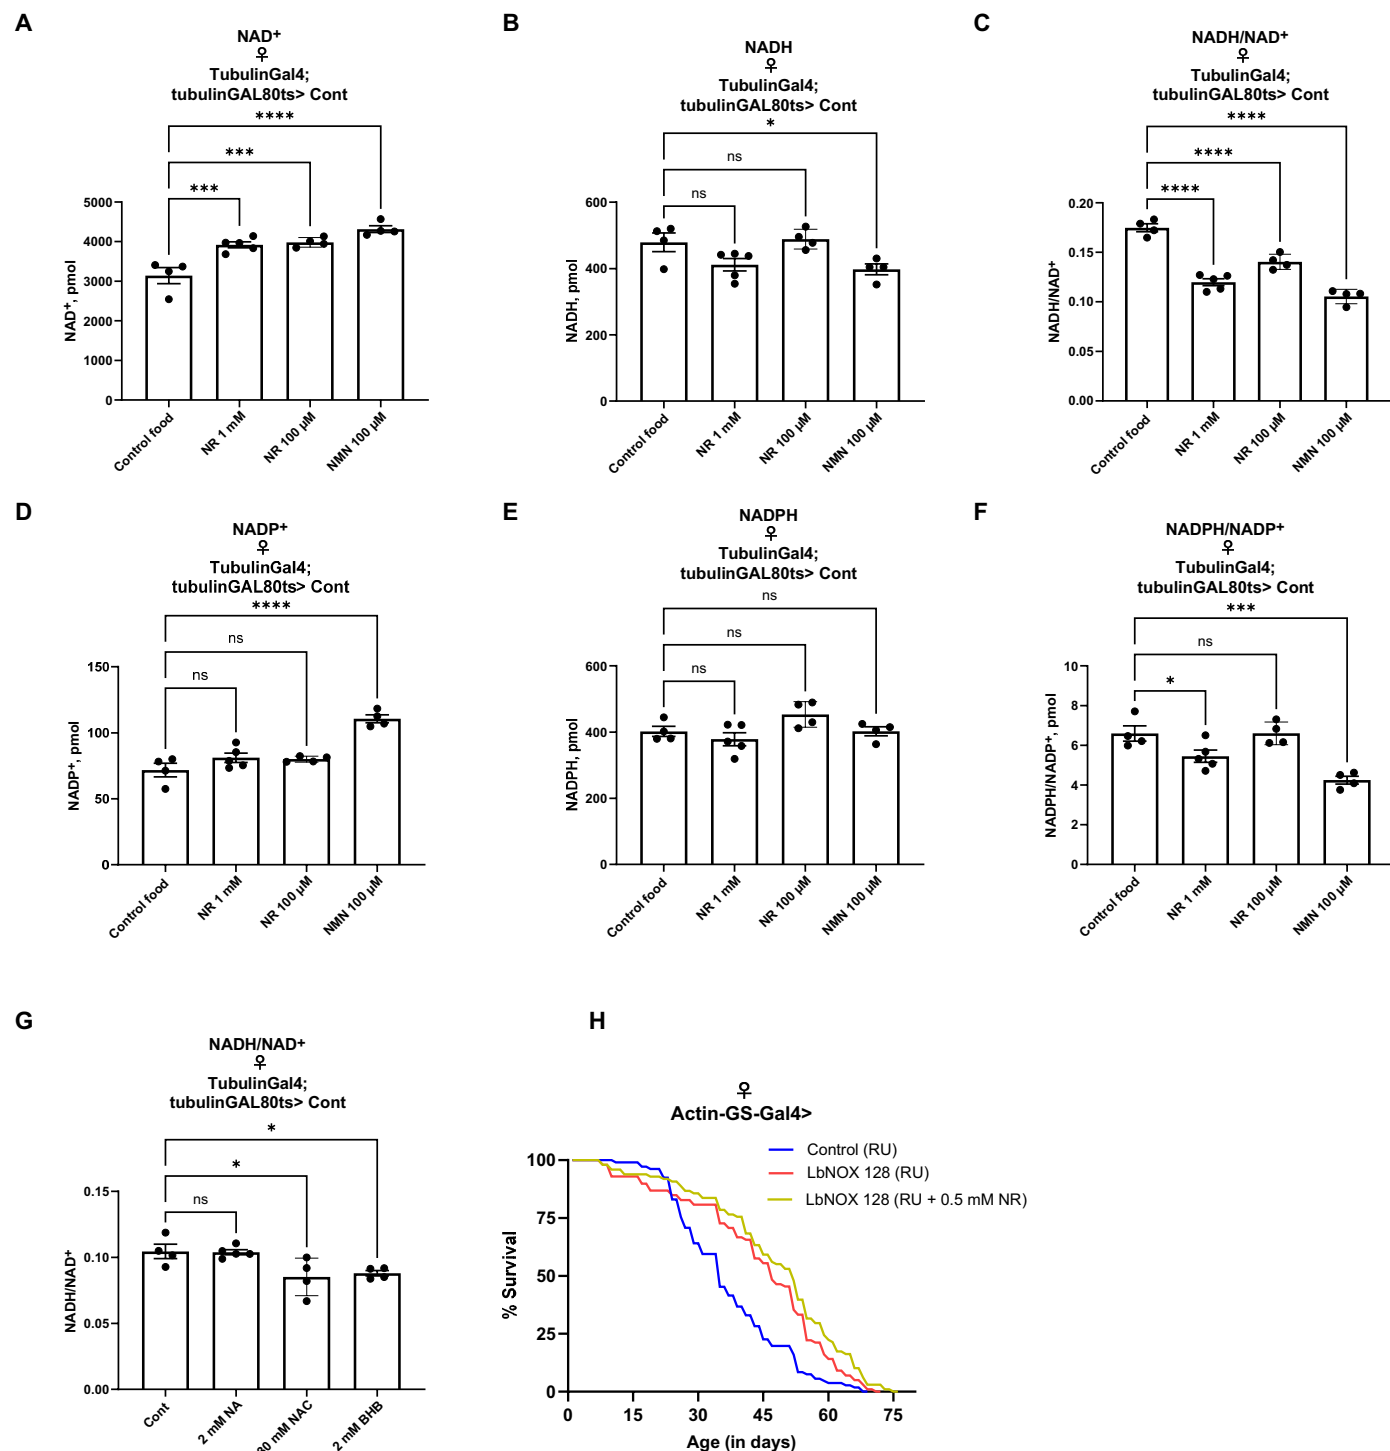 A
NAD+
♀
TubulinGal4;
tubulinGAL80ts> Cont
****
***
***
NAD+, pmol
5000
4000
3000
2000
1000
0
Control food
NR 1 mM
NR 100 µM
NMN 100 µM
B
NADH
♀
TubulinGal4;
tubulinGAL80ts> Cont
*
ns
ns
NADH, pmol
600
400
200
0
Control food
NR 1 mM
NR 100 µM
NMN 100 µM
C
NADH/NAD+
♀
TubulinGal4;
tubulinGAL80ts> Cont
****
****
****
NADH/NAD+
0.20
0.15
0.10
0.05
0.00
Control food
NR 1 mM
NR 100 µM
NMN 100 µM
D
NADP+
♀
TubulinGal4;
tubulinGAL80ts> Cont
****
ns
ns
NADP+, pmol
150
100
50
0
Control food
NR 1 mM
NR 100 µM
NMN 100 µM
E
NADPH
♀
TubulinGal4;
tubulinGAL80ts> Cont
ns
ns
ns
NADPH, pmol
600
400
200
0
Control food
NR 1 mM
NR 100 µM
NMN 100 µM
F
NADPH/NADP+
♀
TubulinGal4;
tubulinGAL80ts> Cont
***
ns
*
NADPH/NADP+, pmol
10
8
6
4
2
0
Control food
NR 1 mM
NR 100 µM
NMN 100 µM
G
NADH/NAD+
♀
TubulinGal4;
tubulinGAL80ts> Cont
*
*
ns
NADH/NAD+
0.15
0.10
0.05
0.00
Cont
2 mM NA
mM NAC
2 mM BHB
H
♀
Actin-GS-Gal4>
Control (RU)
LbNOX 128 (RU)
LbNOX 128 (RU + 0.5 mM NR)
% Survival
100
75
50
25
0
0 15 30 45 60 75
Age (in days)